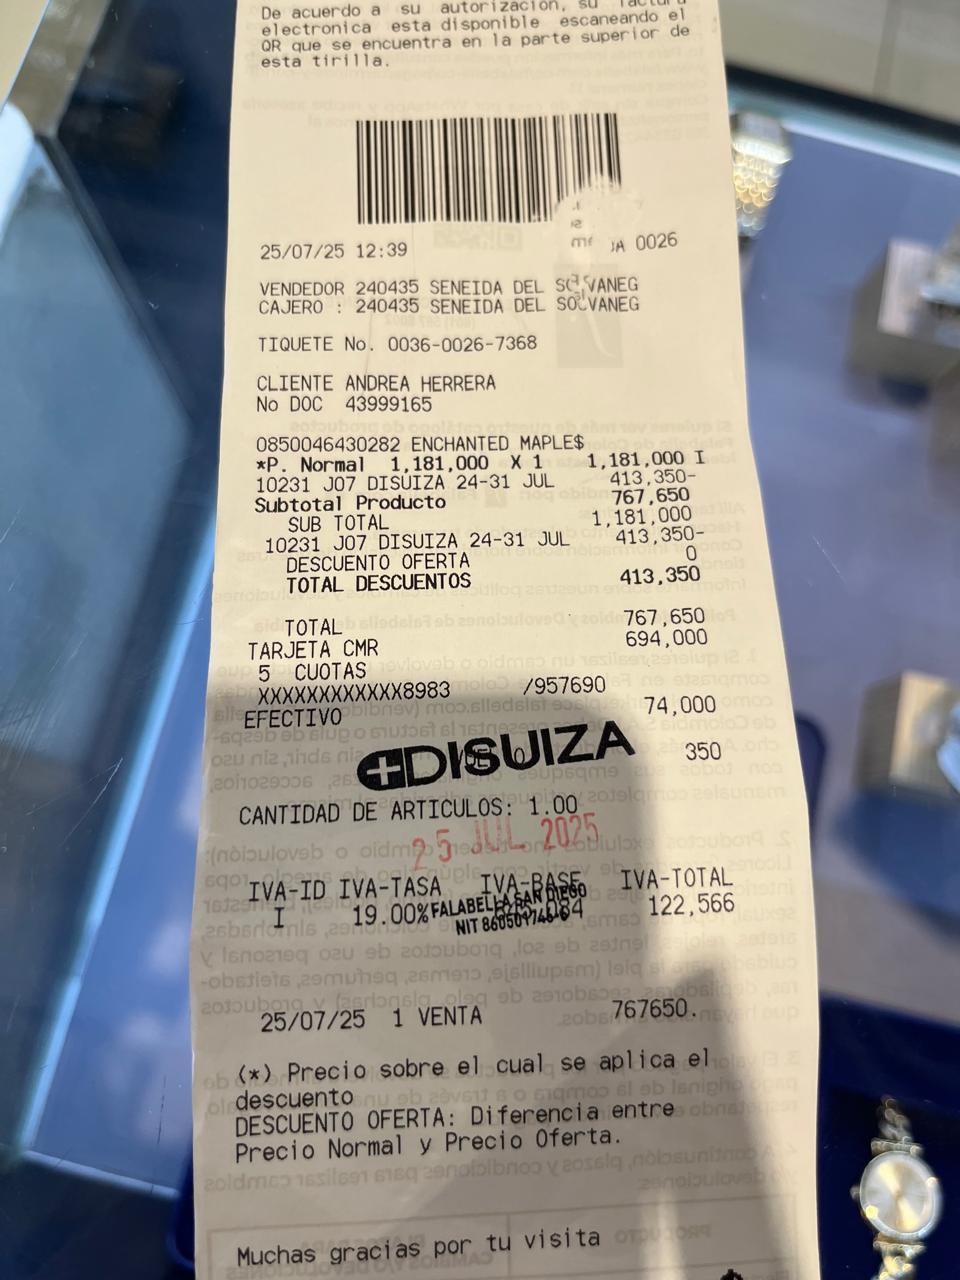 De acuerdo a su autorización, su factura
electronica esta disponible escaneando el
QR que se encuentra en la parte superior de
esta tirilla.
25/07/25 12:39 0026
VENDEDOR 240435 SENEIDA DEL SOLVANEG
CAJERO : 240435 SENEIDA DEL SOLVANEG
TIQUETE No. 0036-0026-7368
CLIENTE ANDREA HERRERA
No DOC 43999165
0850046430282 ENCHANTED MAPLE$
*P. Normal 1,181,000 X 1 1,181,000 I
10231 J07 DISUIZA 24-31 JUL 413,350-
Subtotal Producto 767,650
SUB TOTAL 1,181,000
10231 J07 DISUIZA 24-31 JUL 413,350-
DESCUENTO OFERTA 0
TOTAL DESCUENTOS 413,350
TOTAL 767,650
TARJETA CMR 694,000
5 CUOTAS
XXXXXXXXXXXX8983 /957690
EFECTIVO 74,000
DISUIZA
350
CANTIDAD DE ARTICULOS: 1.00
25 JUL 2025
IVA-ID IVA-TASA IVA-BASE IVA-TOTAL
I 19.00% 122,566
FALABELLA SAN DIEGO
NIT
25/07/25 1 VENTA 767650.
(*) Precio sobre el cual se aplica el
descuento
DESCUENTO OFERTA: Diferencia entre
Precio Normal y Precio Oferta.
Muchas gracias por tu visita